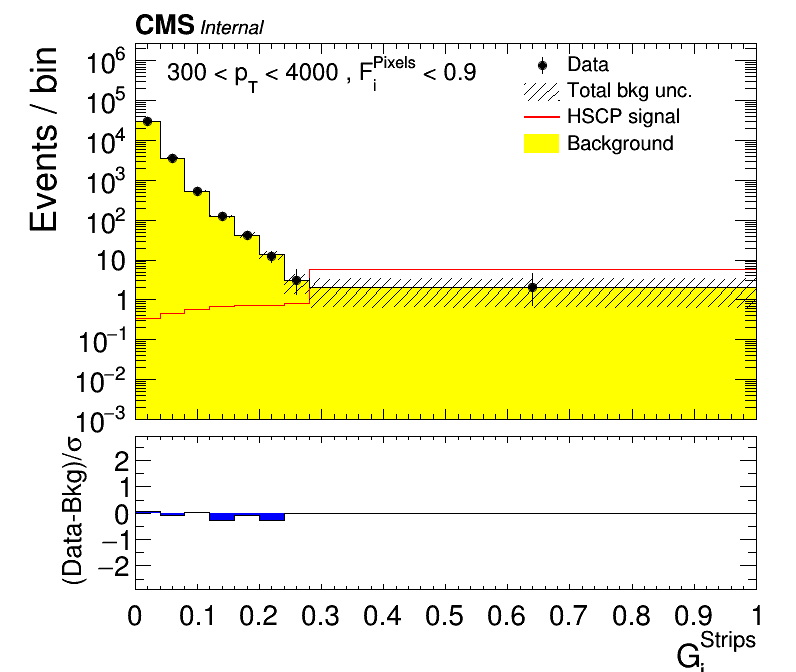 CMS Internal
Events / bin
300 < p_T < 4000 , F_i^Pixels < 0.9
Data
Total bkg unc.
HSCP signal
Background
10^6
10^5
10^4
10^3
10^2
10
1
10^−1
10^−2
10^−3
(Data-Bkg)/σ
2
1
0
−1
−2
0 0.1 0.2 0.3 0.4 0.5 0.6 0.7 0.8 0.9 1
G_i^Strips